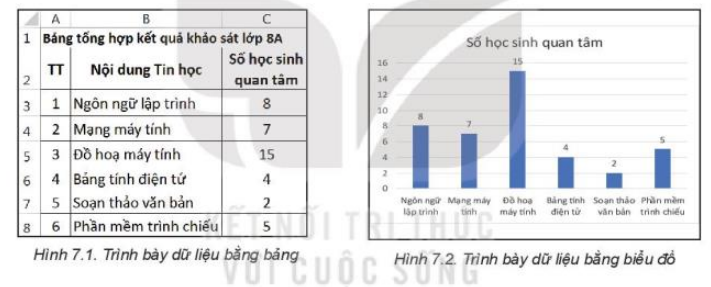 A B C
1 Bảng tổng hợp kết quả khảo sát lớp 8A
2 TT Nội dung Tin học Số học sinh quan tâm
3 1 Ngôn ngữ lập trình 8
4 2 Mạng máy tính 7
5 3 Đồ hoạ máy tính 15
6 4 Bảng tính điện tử 4
7 5 Soạn thảo văn bản 2
8 6 Phần mềm trình chiếu 5
Hình 7.1. Trình bày dữ liệu bằng bảng
Số học sinh quan tâm
16
14
12
10
8
6
4
2
0
8 7 15 4 2 5
Ngôn ngữ lập trình
Mạng máy tính
Đồ hoạ máy tính
Bảng tính điện tử
Soạn thảo văn bản
Phần mềm trình chiếu
Hình 7.2. Trình bày dữ liệu bằng biểu đồ
KẾT NỐI TRI THỨC
VỚI CUỘC SỐNG